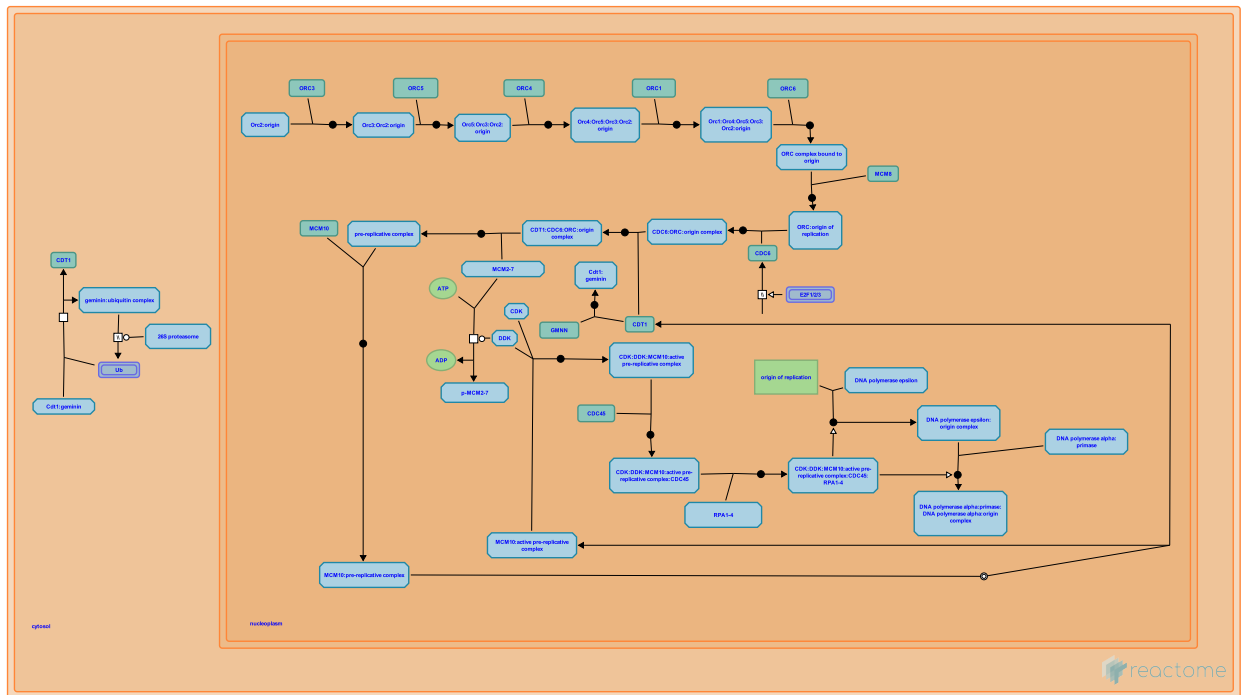 ORC3
ORC5
ORC4
ORC1
ORC6
Orc2:origin
Orc3:Orc2:origin
Orc5:Orc3:Orc2:
origin
Orc4:Orc5:Orc3:Orc2:
origin
Orc1:Orc4:Orc5:Orc3:
Orc2:origin
ORC complex bound to
origin
MCM8
MCM10
pre-replicative complex
CDT1:CDC6:ORC:origin
complex
CDC6:ORC:origin complex
ORC:origin of
replication
CDC6
CDT1
MCM2-7
Cdt1:
geminin
ATP
E2F1/2/3
geminin:ubiquitin complex
CDK
GMNN
CDT1
26S proteasome
DDK
ADP
CDK:DDK:MCM10:active
pre-replicative complex
Ub
origin of replication
DNA polymerase epsilon
p-MCM2-7
Cdt1:geminin
CDC45
DNA polymerase epsilon:
origin complex
DNA polymerase alpha:
primase
CDK:DDK:MCM10:active pre-
replicative complex:CDC45
CDK:DDK:MCM10:active pre-
replicative complex:CDC45:
RPA1-4
RPA1-4
DNA polymerase alpha:primase:
DNA polymerase alpha:origin
complex
MCM10:active pre-replicative
complex
MCM10:pre-replicative complex
cytosol
nucleoplasm
reactome